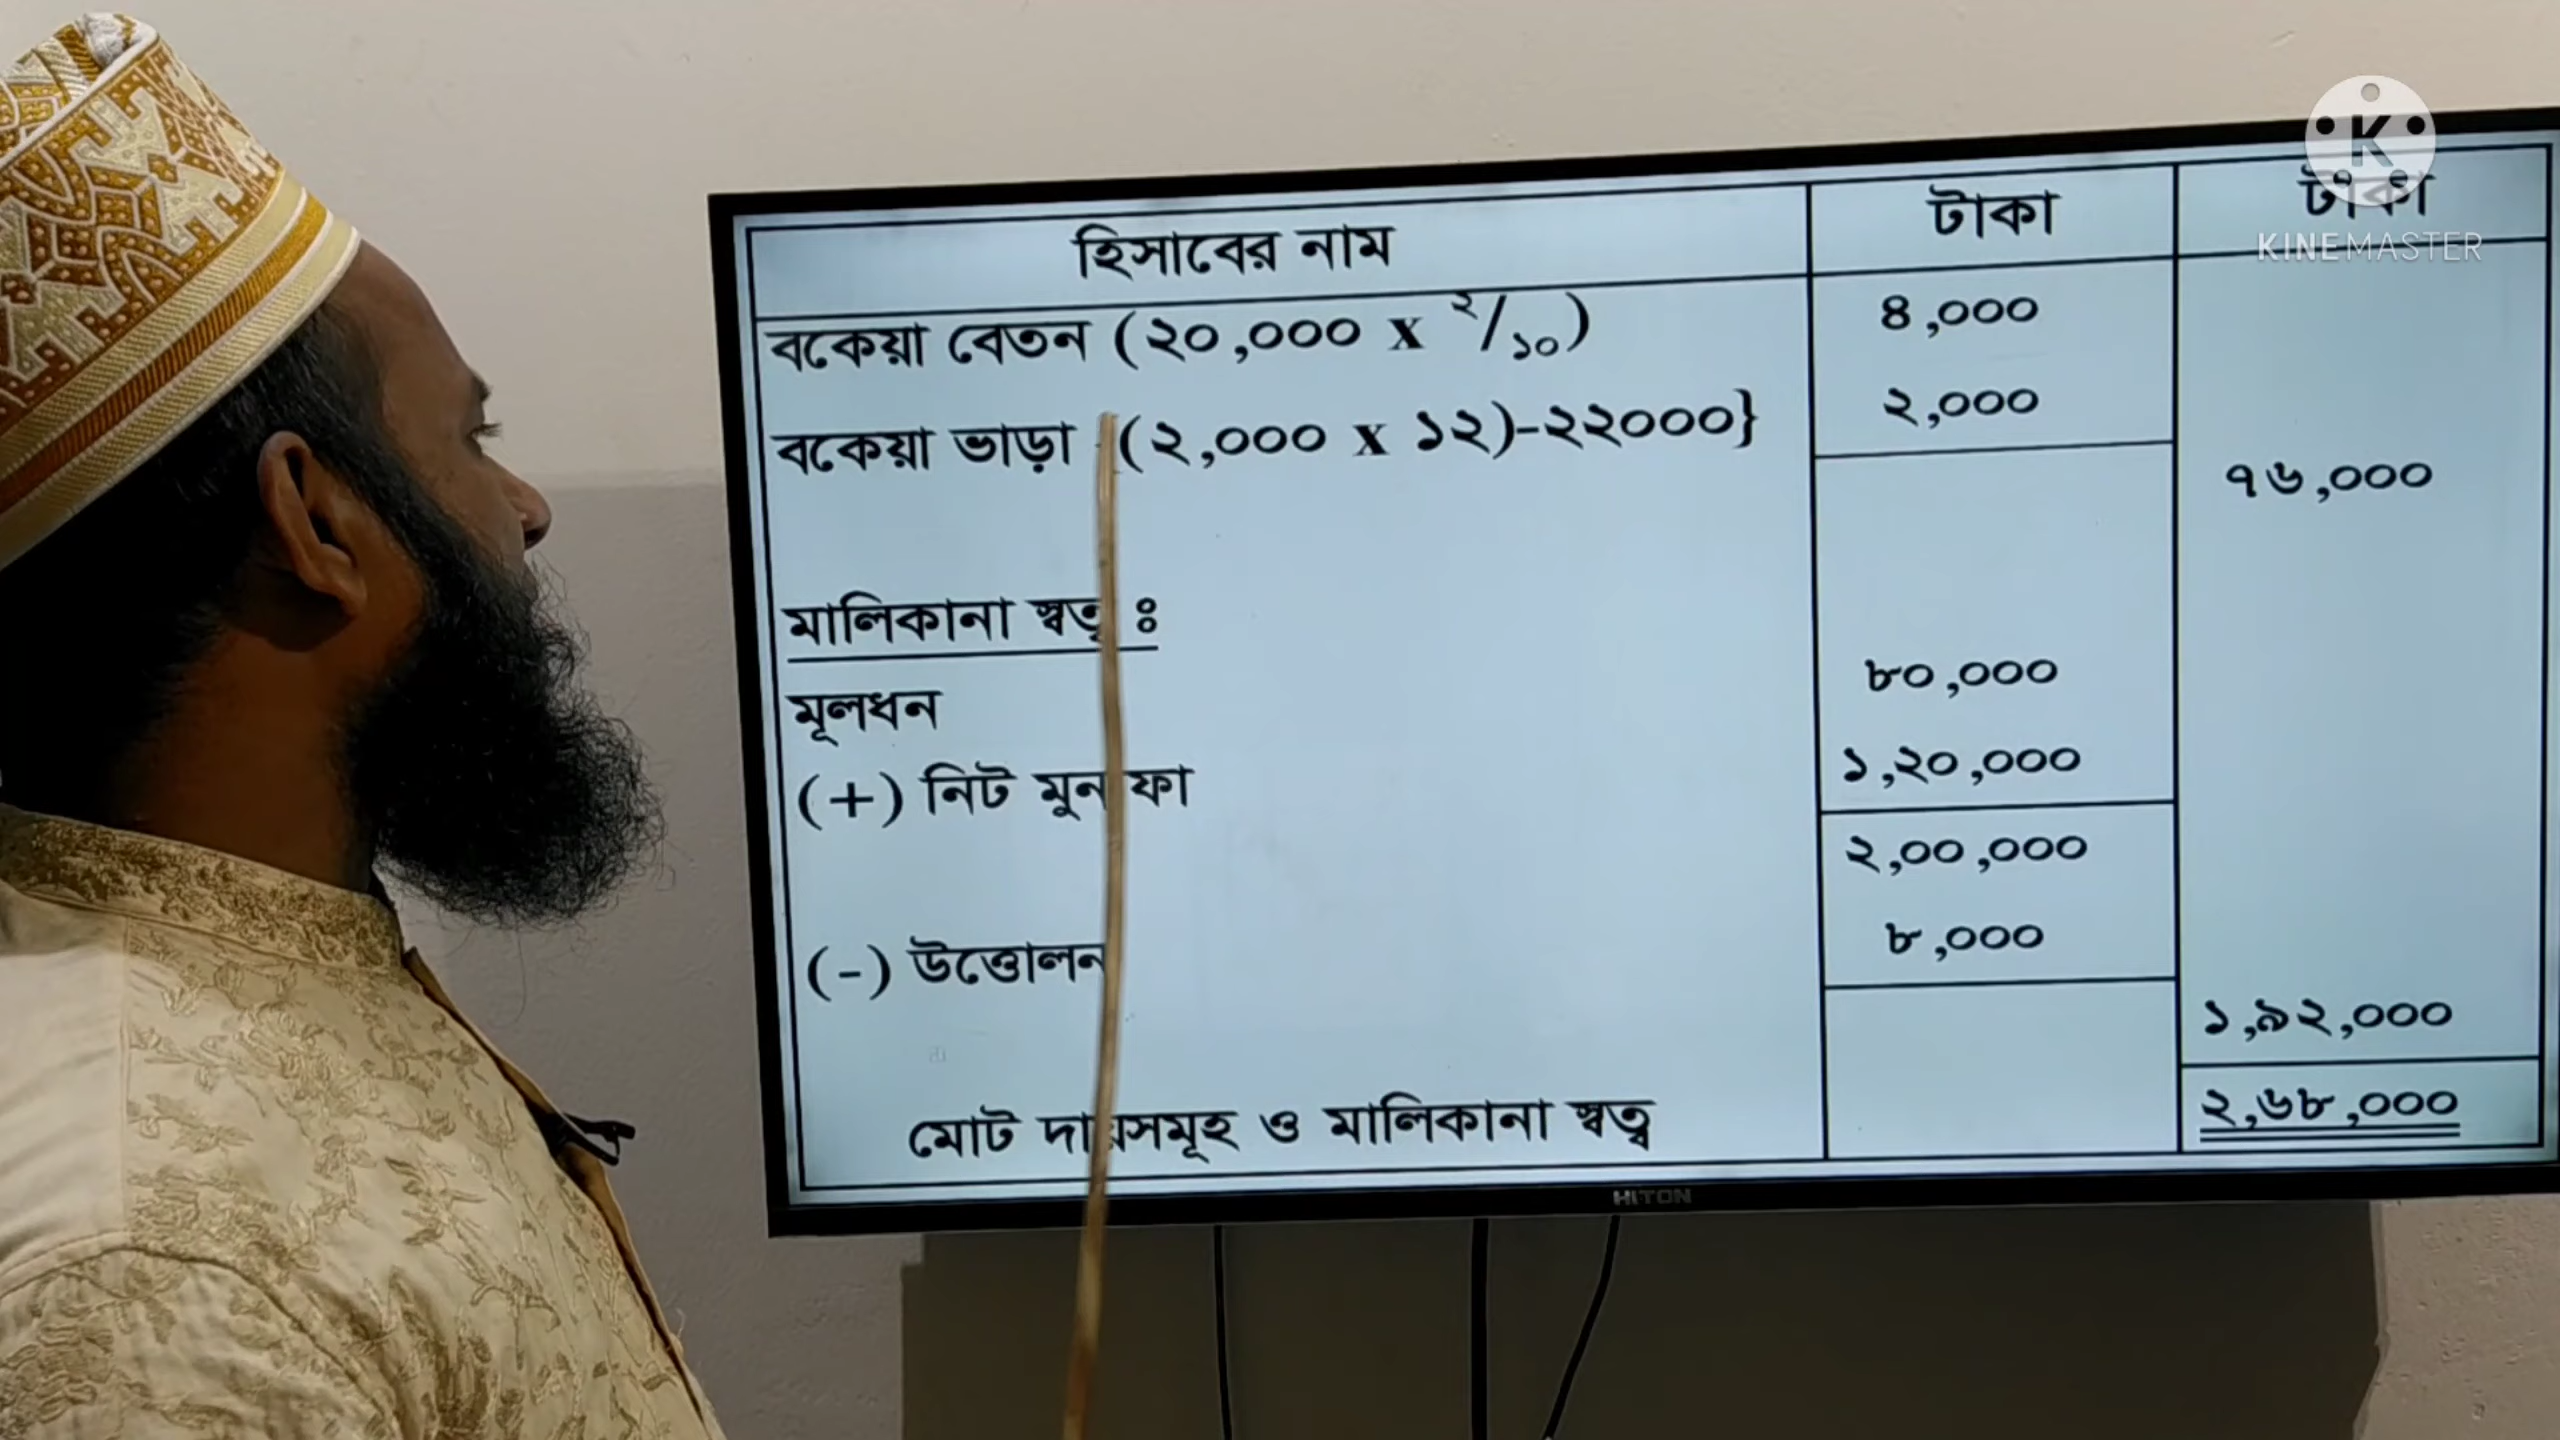 হিসাবের নাম টাকা টাকা
বকেয়া বেতন (২০,০০০ x ২/১০) ৪,০০০
বকেয়া ভাড়া {(২,০০০ x ১২)-২২০০০} ২,০০০
৭৬,০০০
মালিকানা স্বত্ব ঃ
মূলধন ৮০,০০০
(+) নিট মুনাফা ১,২০,০০০
২,০০,০০০
(-) উত্তোলন ৮,০০০
১,৯২,০০০
মোট দায়সমূহ ও মালিকানা স্বত্ব ২,৬৮,০০০
HITON
K
KINEMASTER